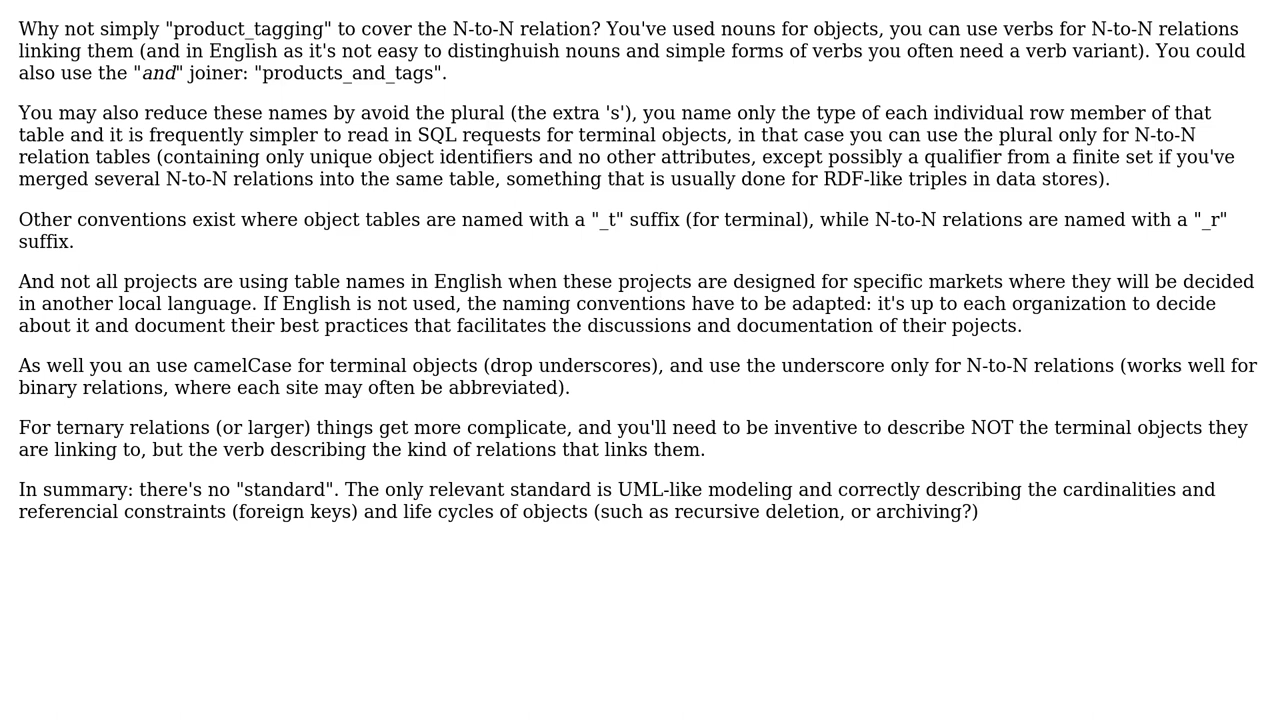 Why not simply "product_tagging" to cover the N-to-N relation? You've used nouns for objects, you can use verbs for N-to-N relations
linking them (and in English as it's not easy to distinghuish nouns and simple forms of verbs you often need a verb variant). You could
also use the "and" joiner: "products_and_tags".
You may also reduce these names by avoid the plural (the extra 's'), you name only the type of each individual row member of that
table and it is frequently simpler to read in SQL requests for terminal objects, in that case you can use the plural only for N-to-N
relation tables (containing only unique object identifiers and no other attributes, except possibly a qualifier from a finite set if you've
merged several N-to-N relations into the same table, something that is usually done for RDF-like triples in data stores).
Other conventions exist where object tables are named with a "_t" suffix (for terminal), while N-to-N relations are named with a "_r"
suffix.
And not all projects are using table names in English when these projects are designed for specific markets where they will be decided
in another local language. If English is not used, the naming conventions have to be adapted: it's up to each organization to decide
about it and document their best practices that facilitates the discussions and documentation of their pojects.
As well you an use camelCase for terminal objects (drop underscores), and use the underscore only for N-to-N relations (works well for
binary relations, where each site may often be abbreviated).
For ternary relations (or larger) things get more complicate, and you'll need to be inventive to describe NOT the terminal objects they
are linking to, but the verb describing the kind of relations that links them.
In summary: there's no "standard". The only relevant standard is UML-like modeling and correctly describing the cardinalities and
referencial constraints (foreign keys) and life cycles of objects (such as recursive deletion, or archiving?)